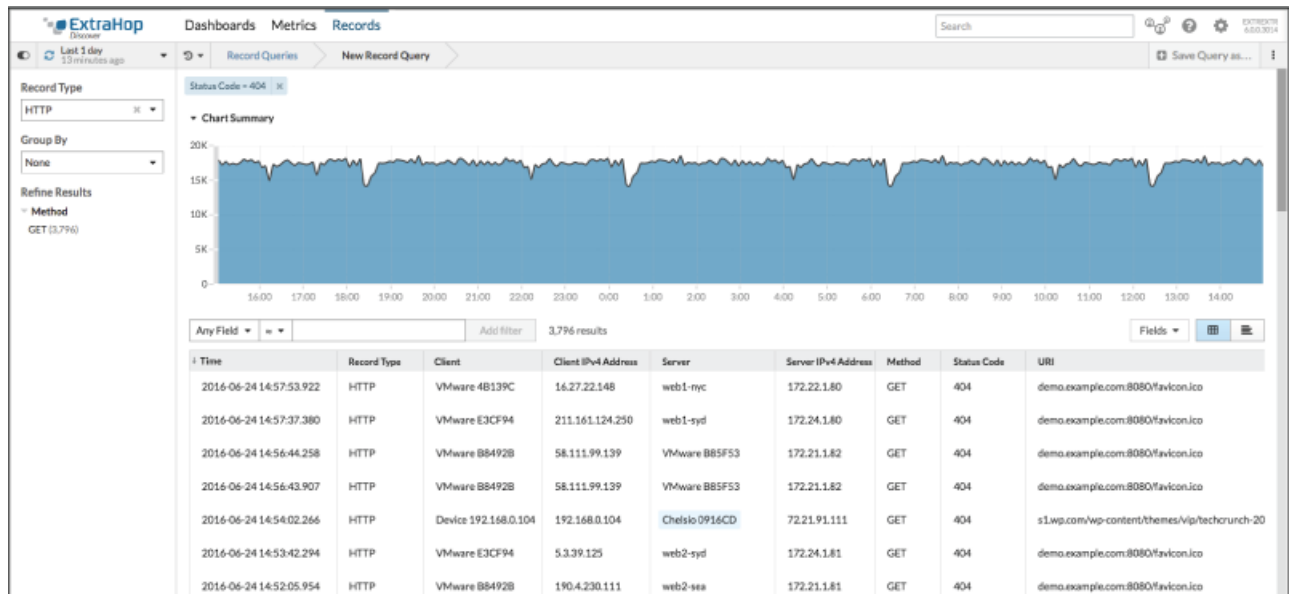 ExtraHop
Discover
Dashboards Metrics Records
Search
Last 1 day
13 minutes ago
Record Queries
New Record Query
Save Query as...
Record Type
HTTP
Group By
None
Refine Results
Method
GET (3,796)
Status Code = 404
Chart Summary
20K
15K
10K
5K
0
16:00 17:00 18:00 19:00 20:00 21:00 22:00 23:00 0:00 1:00 2:00 3:00 4:00 5:00 6:00 7:00 8:00 9:00 10:00 11:00 12:00 13:00 14:00
Any Field = Add filter 3,796 results Fields
Time Record Type Client Client IPv4 Address Server Server IPv4 Address Method Status Code URI
2016-06-24 14:57:53.922 HTTP VMware 4B139C 16.27.22.148 web1-nyc 172.22.1.80 GET 404 demo.example.com:8080/favicon.ico
2016-06-24 14:57:37.380 HTTP VMware E3CF94 211.161.124.250 web1-syd 172.24.1.80 GET 404 demo.example.com:8080/favicon.ico
2016-06-24 14:56:44.258 HTTP VMware B8492B 58.111.99.139 VMware B85F53 172.21.1.82 GET 404 demo.example.com:8080/favicon.ico
2016-06-24 14:56:43.907 HTTP VMware B8492B 58.111.99.139 VMware B85F53 172.21.1.82 GET 404 demo.example.com:8080/favicon.ico
2016-06-24 14:54:02.266 HTTP Device 192.168.0.104 192.168.0.104 Chelsio 0916CD 72.21.91.111 GET 404 s1.wp.com/wp-content/themes/vip/techcrunch-20
2016-06-24 14:53:42.294 HTTP VMware E3CF94 5.3.39.125 web2-syd 172.24.1.81 GET 404 demo.example.com:8080/favicon.ico
2016-06-24 14:52:05.954 HTTP VMware B8492B 190.4.230.111 web2-sea 172.21.1.81 GET 404 demo.example.com:8080/favicon.ico